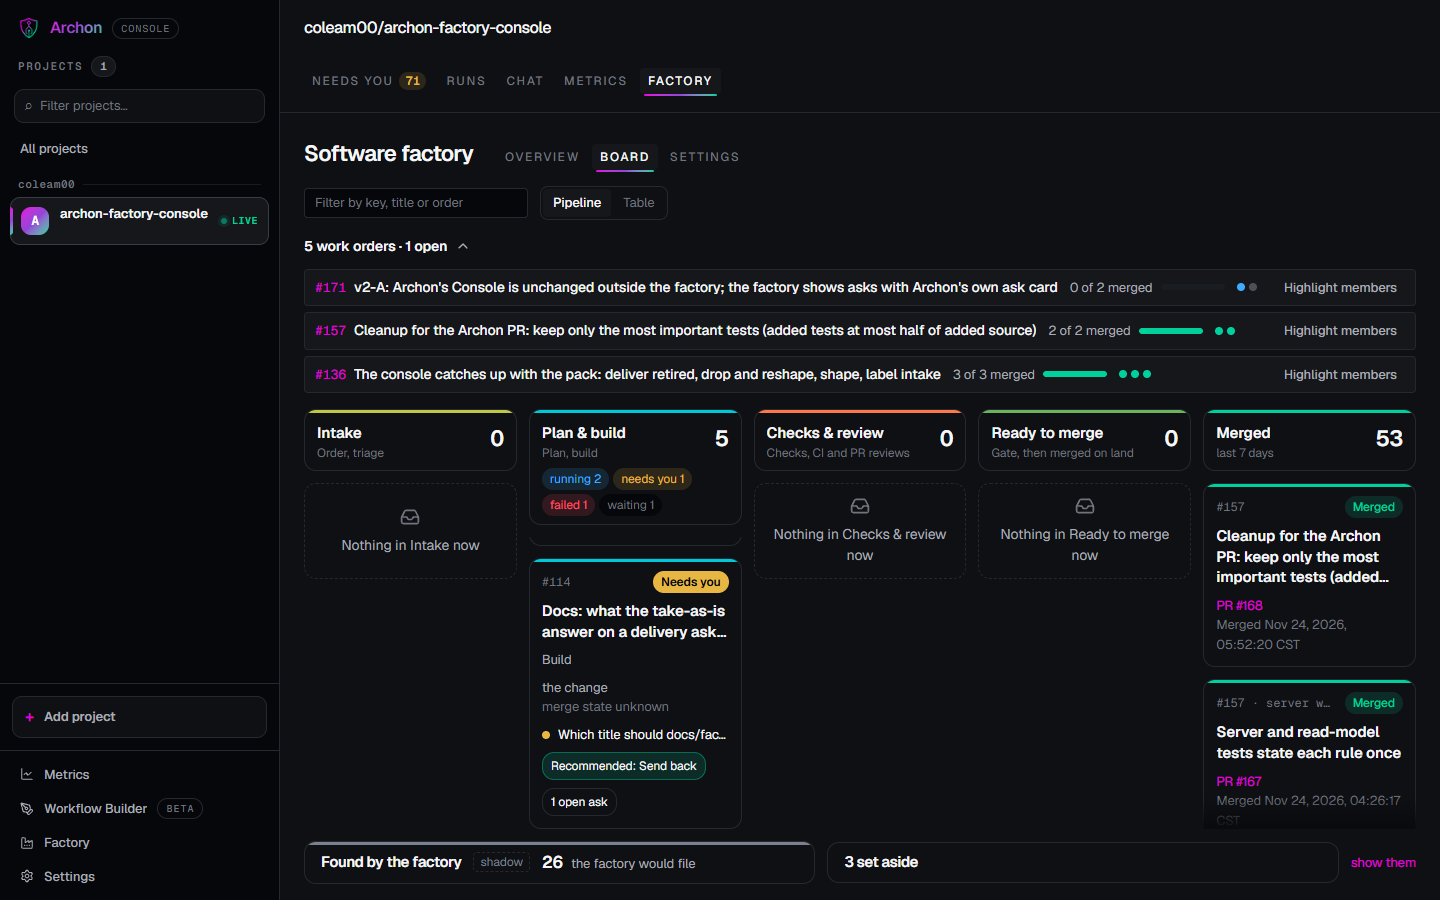 Archon
CONSOLE
PROJECTS 1
Filter projects...
All projects
coleam00
A
archon-factory-console
LIVE
Add project
Metrics
Workflow Builder
BETA
Factory
Settings
coleam00/archon-factory-console
NEEDS YOU 71 RUNS CHAT METRICS FACTORY
Software factory
OVERVIEW BOARD SETTINGS
Filter by key, title or order
Pipeline Table
5 work orders · 1 open
#171 v2-A: Archon's Console is unchanged outside the factory; the factory shows asks with Archon's own ask card 0 of 2 merged Highlight members
#157 Cleanup for the Archon PR: keep only the most important tests (added tests at most half of added source) 2 of 2 merged Highlight members
#136 The console catches up with the pack: deliver retired, drop and reshape, shape, label intake 3 of 3 merged Highlight members
Intake 0
Order, triage
Nothing in Intake now
Plan & build 5
Plan, build
running 2 needs you 1
failed 1 waiting 1
#114 Needs you
Docs: what the take-as-is
answer on a delivery ask...
Build
the change
merge state unknown
Which title should docs/fac...
Recommended: Send back
1 open ask
Checks & review 0
Checks, CI and PR reviews
Nothing in Checks & review
now
Ready to merge 0
Gate, then merged on land
Nothing in Ready to merge
now
Merged 53
last 7 days
#157 Merged
Cleanup for the Archon
PR: keep only the most
important tests (added...
PR #168
Merged Nov 24, 2026,
05:52:20 CST
#157 · server w... Merged
Server and read-model
tests state each rule once
PR #167
Merged Nov 24, 2026, 04:26:17
CST
Found by the factory shadow 26 the factory would file
3 set aside
show them